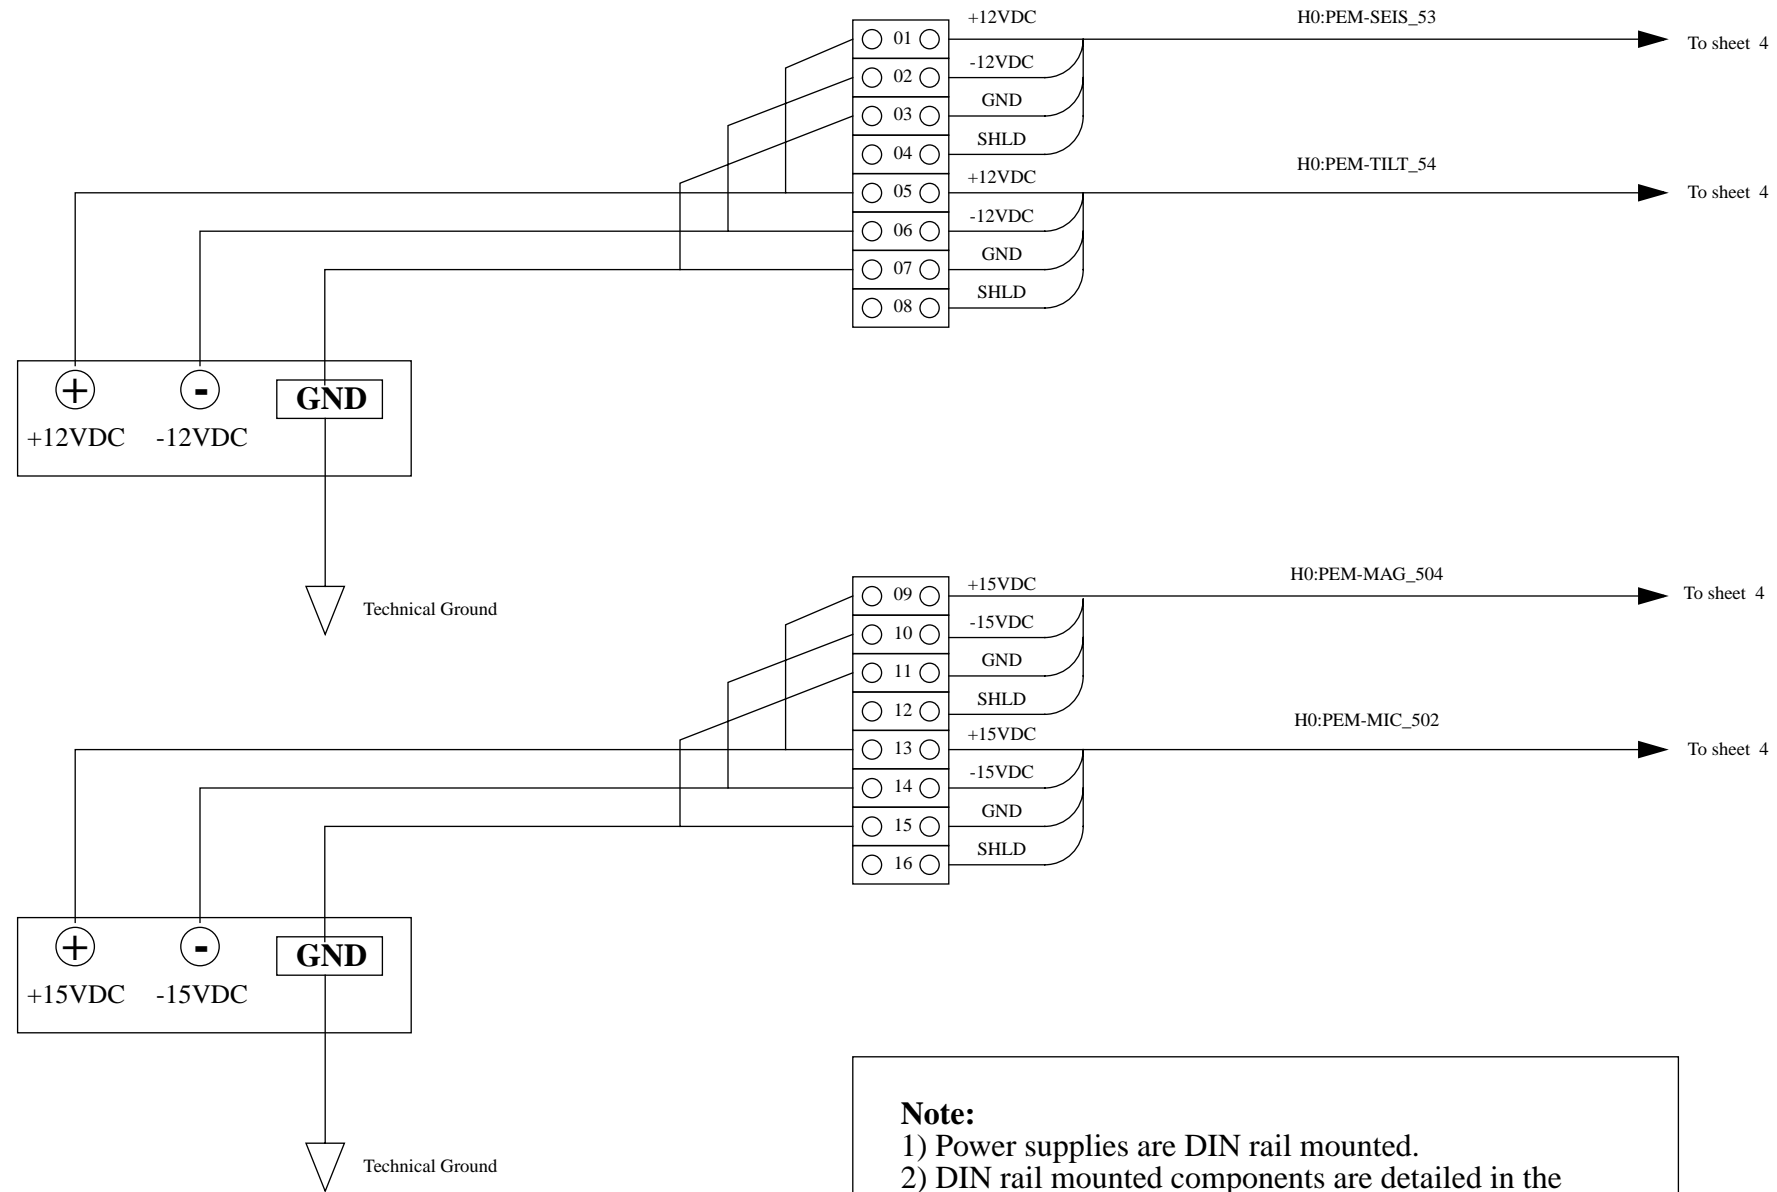 +12VDC
H0:PEM-SEIS_53
01
To sheet 4
-12VDC
02
GND
03
SHLD
04
H0:PEM-TILT_54
+12VDC
05
To sheet 4
-12VDC
06
GND
07
SHLD
08
+
-
GND
+12VDC
-12VDC
Technical Ground
H0:PEM-MAG_504
+15VDC
09
To sheet 4
-15VDC
10
GND
11
SHLD
12
H0:PEM-MIC_502
+15VDC
13
To sheet 4
-15VDC
14
GND
15
SHLD
16
+
-
GND
+15VDC
-15VDC
Technical Ground
Note:
1) Power supplies are DIN rail mounted.
2) DIN rail mounted components are detailed in the